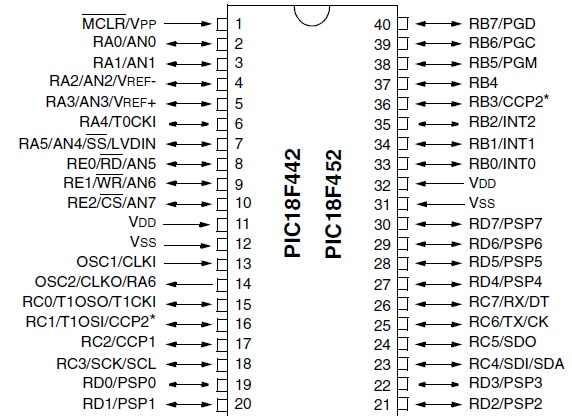 MCLR/VPP 1
RA0/AN0 2
RA1/AN1 3
RA2/AN2/VREF- 4
RA3/AN3/VREF+ 5
RA4/T0CKI 6
RA5/AN4/SS/LVDIN 7
RE0/RD/AN5 8
RE1/WR/AN6 9
RE2/CS/AN7 10
VDD 11
VSS 12
OSC1/CLKI 13
OSC2/CLKO/RA6 14
RC0/T1OSO/T1CKI 15
RC1/T1OSI/CCP2* 16
RC2/CCP1 17
RC3/SCK/SCL 18
RD0/PSP0 19
RD1/PSP1 20
PIC18F442
PIC18F452
40 RB7/PGD
39 RB6/PGC
38 RB5/PGM
37 RB4
36 RB3/CCP2*
35 RB2/INT2
34 RB1/INT1
33 RB0/INT0
32 VDD
31 VSS
30 RD7/PSP7
29 RD6/PSP6
28 RD5/PSP5
27 RD4/PSP4
26 RC7/RX/DT
25 RC6/TX/CK
24 RC5/SDO
23 RC4/SDI/SDA
22 RD3/PSP3
21 RD2/PSP2